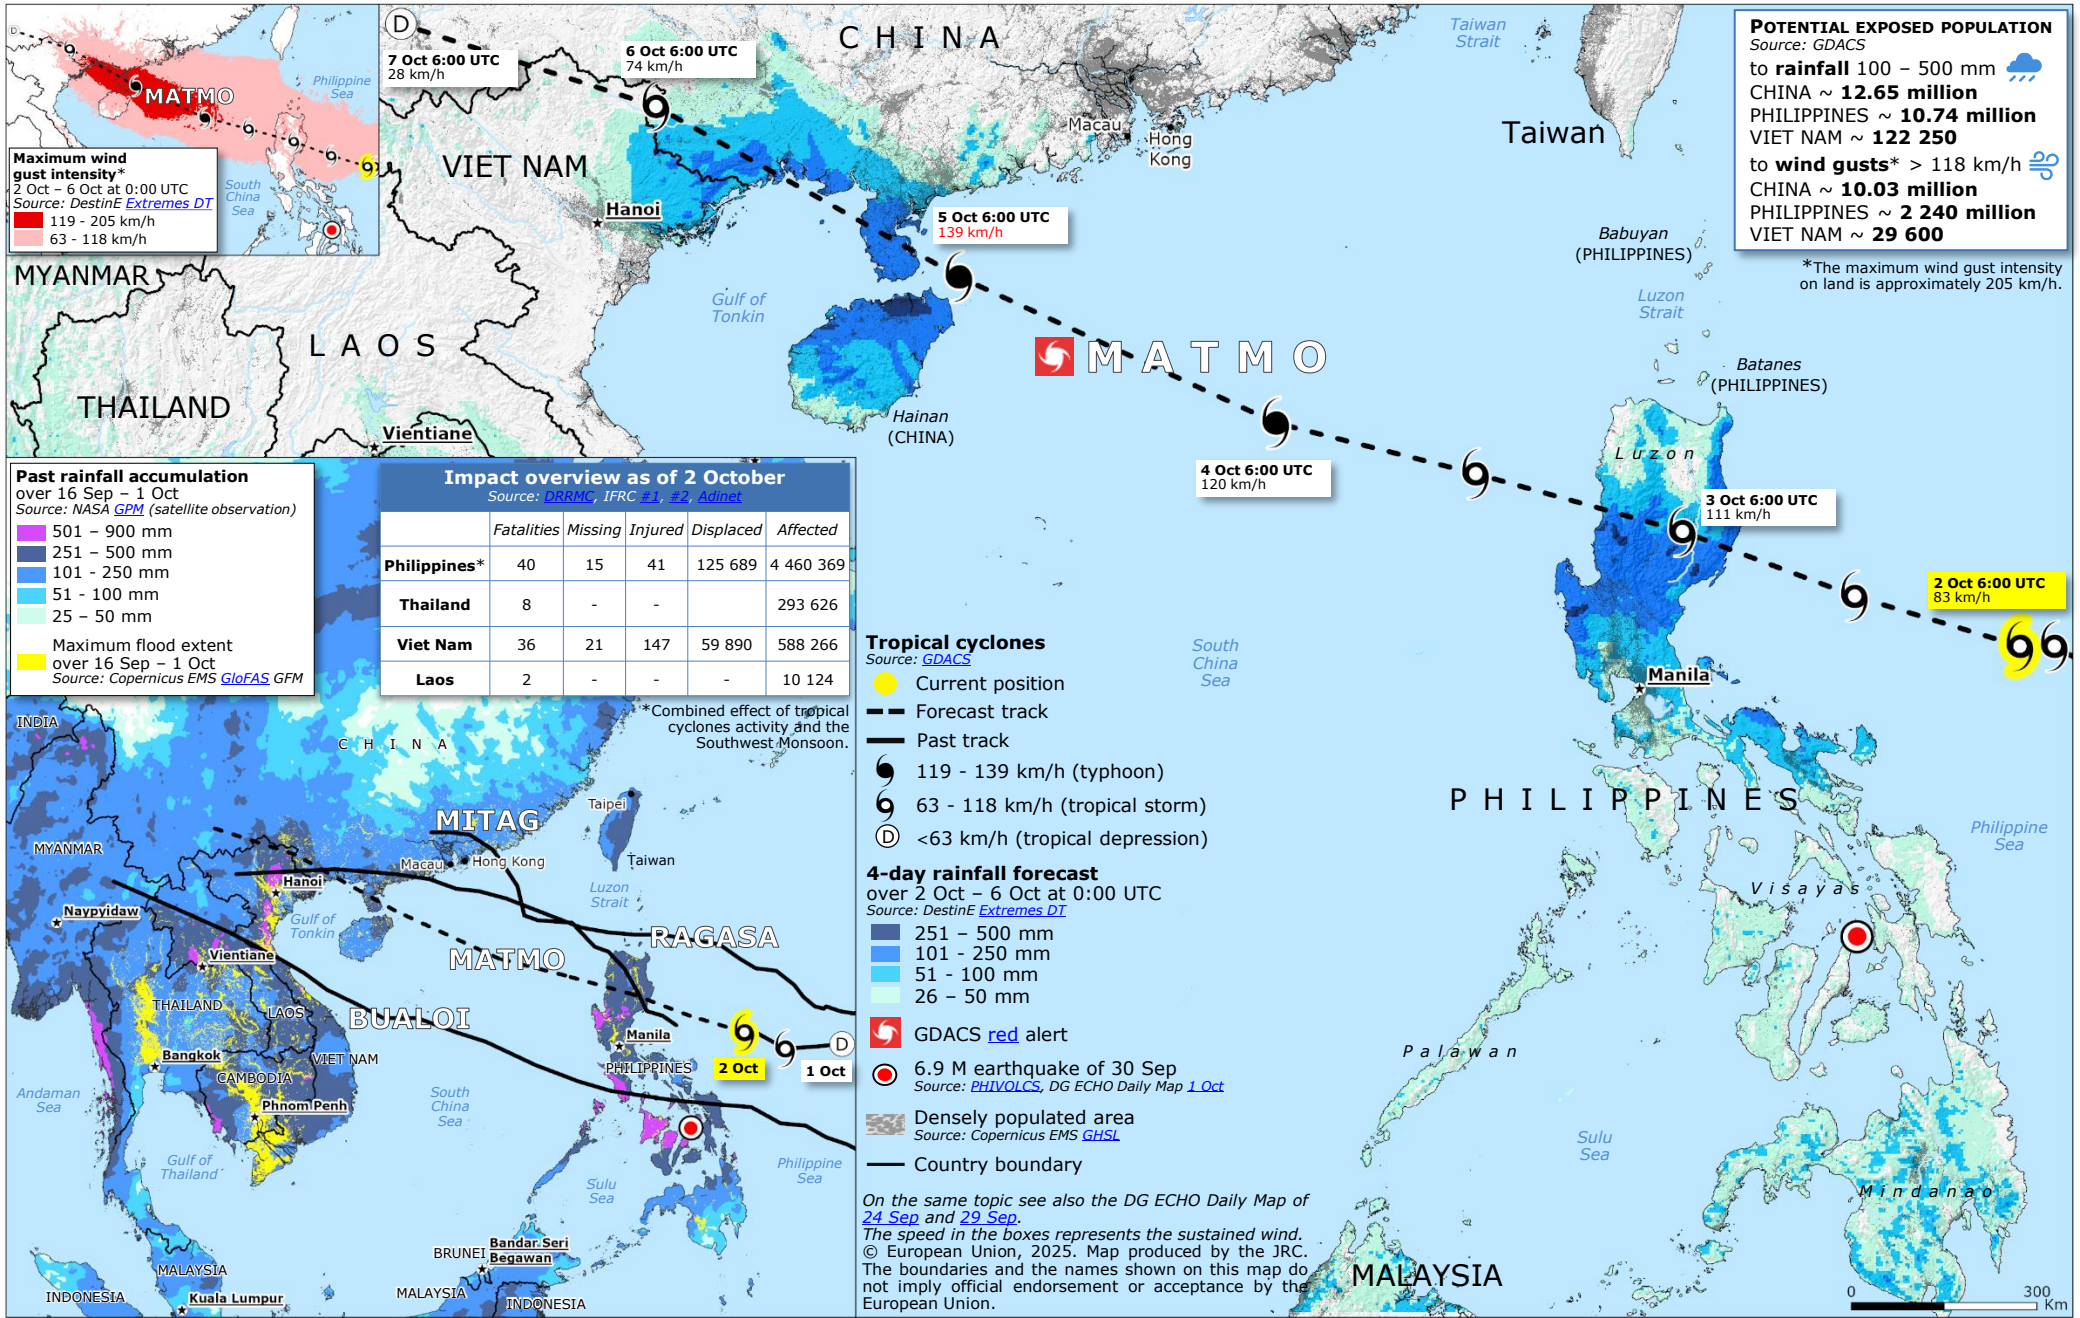 D
7 Oct 6:00 UTC
28 km/h
6 Oct 6:00 UTC
74 km/h
C H I N A
Taiwan
Strait
Taiwan
Macau
Hong
Kong
VIET NAM
Hanoi
5 Oct 6:00 UTC
139 km/h
Gulf of
Tonkin
MYANMAR
L A O S
THAILAND
Vientiane
Hainan
(CHINA)
M A T M O
4 Oct 6:00 UTC
120 km/h
Babuyan
(PHILIPPINES)
Luzon
Strait
Batanes
(PHILIPPINES)
Luzon
3 Oct 6:00 UTC
111 km/h
2 Oct 6:00 UTC
83 km/h
South
China
Sea
Manila
P H I L I P P I N E S
Philippine
Sea
Visayas
Palawan
Sulu
Sea
Mindanao
MALAYSIA
0
300
Km
POTENTIAL EXPOSED POPULATION
Source: GDACS
to rainfall 100 – 500 mm
CHINA ~ 12.65 million
PHILIPPINES ~ 10.74 million
VIET NAM ~ 122 250
to wind gusts* > 118 km/h
CHINA ~ 10.03 million
PHILIPPINES ~ 2 240 million
VIET NAM ~ 29 600
*The maximum wind gust intensity
on land is approximately 205 km/h.
D
MATMO
Philippine
Sea
South
China
Sea
Maximum wind
gust intensity*
2 Oct – 6 Oct at 0:00 UTC
Source: DestinE Extremes DT
119 - 205 km/h
63 - 118 km/h
Past rainfall accumulation
over 16 Sep – 1 Oct
Source: NASA GPM (satellite observation)
501 – 900 mm
251 – 500 mm
101 - 250 mm
51 - 100 mm
25 – 50 mm
Maximum flood extent
over 16 Sep – 1 Oct
Source: Copernicus EMS GloFAS GFM
Impact overview as of 2 October
Source: DRRMC, IFRC #1, #2, Adinet
Fatalities Missing Injured Displaced Affected
Philippines* 40 15 41 125 689 4 460 369
Thailand 8 - - 293 626
Viet Nam 36 21 147 59 890 588 266
Laos 2 - - - 10 124
*Combined effect of tropical
cyclones activity and the
Southwest Monsoon.
INDIA
C H I N A
MITAG
Taipei
MYANMAR
Macau
Hong Kong
Taiwan
Hanoi
Luzon
Strait
Naypyidaw
Gulf of
Tonkin
RAGASA
Vientiane
MATMO
THAILAND
LAOS
BUALOI
Manila
Bangkok
VIET NAM
PHILIPPINES
D
2 Oct
1 Oct
CAMBODIA
Andaman
Sea
Phnom Penh
South
China
Sea
Gulf of
Thailand
Philippine
Sea
Sulu
Sea
BRUNEI
Bandar Seri
Begawan
MALAYSIA
MALAYSIA
INDONESIA
Kuala Lumpur
INDONESIA
Tropical cyclones
Source: GDACS
Current position
Forecast track
Past track
119 - 139 km/h (typhoon)
63 - 118 km/h (tropical storm)
D <63 km/h (tropical depression)
4-day rainfall forecast
over 2 Oct – 6 Oct at 0:00 UTC
Source: DestinE Extremes DT
251 – 500 mm
101 - 250 mm
51 - 100 mm
26 – 50 mm
GDACS red alert
6.9 M earthquake of 30 Sep
Source: PHIVOLCS, DG ECHO Daily Map 1 Oct
Densely populated area
Source: Copernicus EMS GHSL
Country boundary
On the same topic see also the DG ECHO Daily Map of
24 Sep and 29 Sep.
The speed in the boxes represents the sustained wind.
© European Union, 2025. Map produced by the JRC.
The boundaries and the names shown on this map do
not imply official endorsement or acceptance by the
European Union.